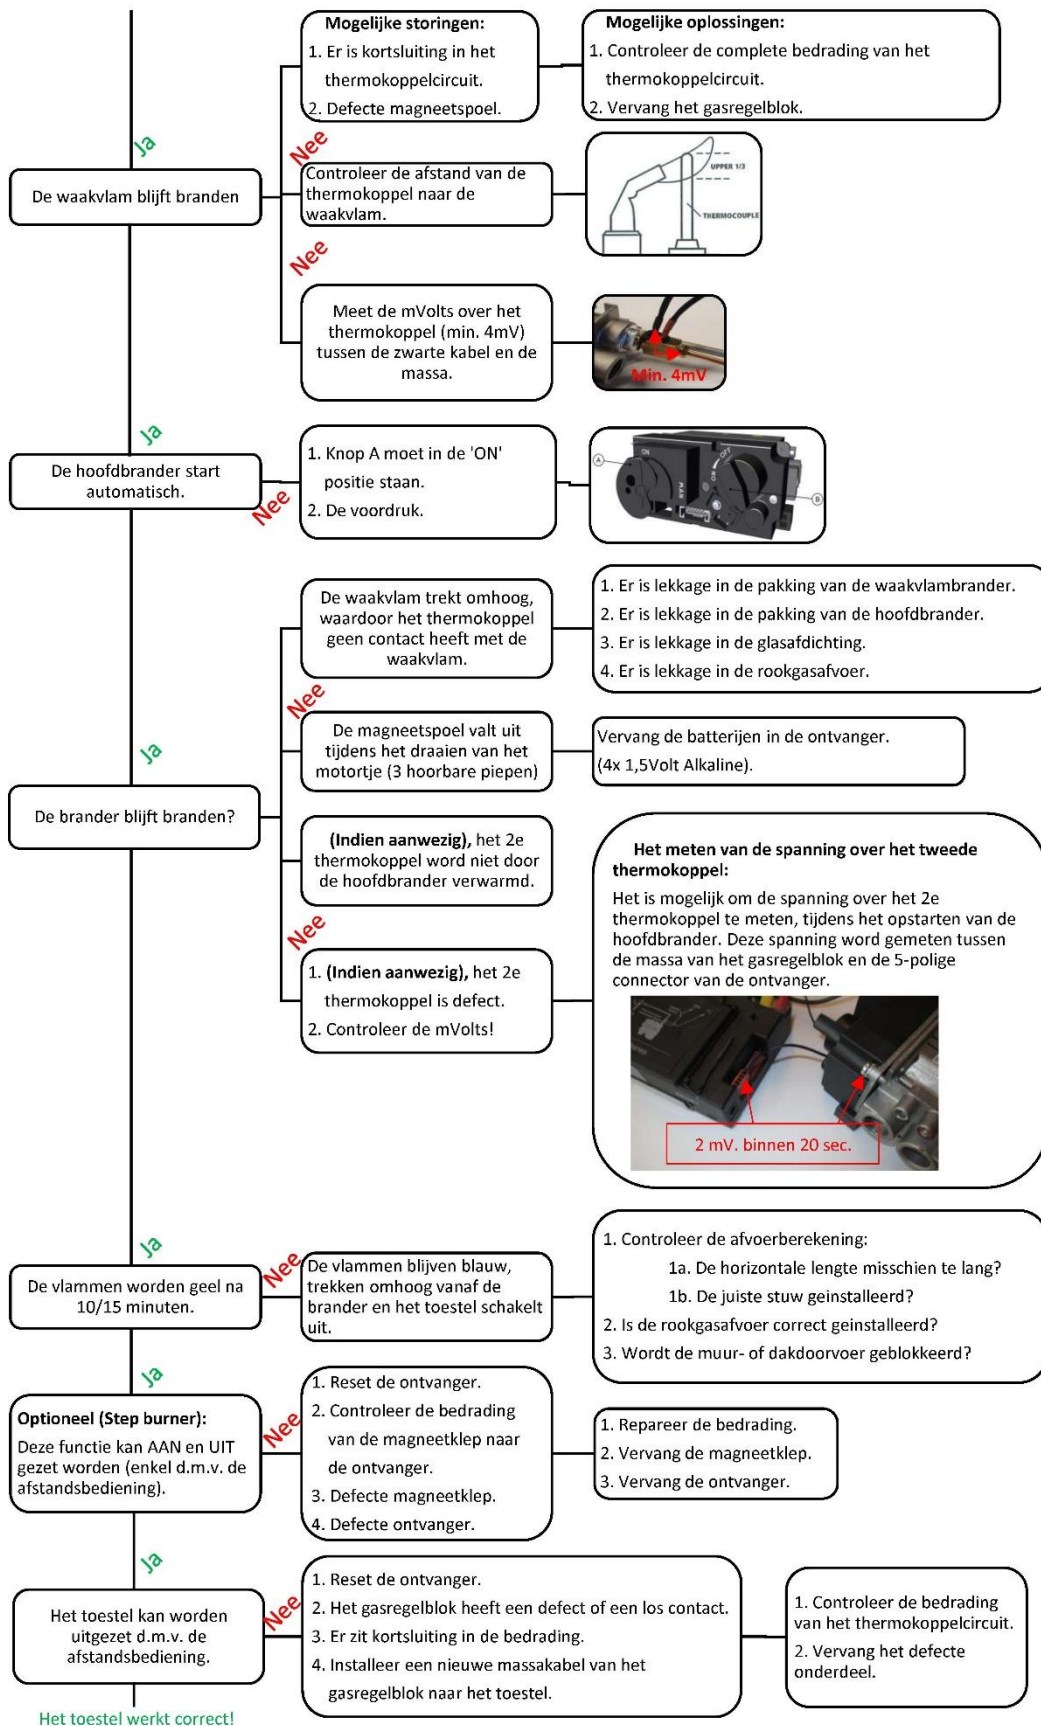 Mogelijke storingen:
1. Er is kortsluiting in het
thermokoppelcircuit.
2. Defecte magneetspoel.
Mogelijke oplossingen:
1. Controleer de complete bedrading van het
thermokoppelcircuit.
2. Vervang het gasregelblok.
Ja
Nee
De waakvlam blijft branden
Controleer de afstand van de
thermokoppel naar de
waakvlam.
UPPER 1/3
THERMOCOUPLE
Nee
Meet de mVolts over het
thermokoppel (min. 4mV)
tussen de zwarte kabel en de
massa.
Min. 4mV
Ja
De hoofdbrander start
automatisch.
Nee
1. Knop A moet in de 'ON'
positie staan.
2. De voordruk.
A
ON
MAN
ON
OFF
B
De waakvlam trekt omhoog,
waardoor het thermokoppel
geen contact heeft met de
waakvlam.
1. Er is lekkage in de pakking van de waakvlambrander.
2. Er is lekkage in de pakking van de hoofdbrander.
3. Er is lekkage in de glasafdichting.
4. Er is lekkage in de rookgasafvoer.
Nee
Ja
De magneetspoel valt uit
tijdens het draaien van het
motortje (3 hoorbare piepen)
Vervang de batterijen in de ontvanger.
(4x 1,5Volt Alkaline).
De brander blijft branden?
(Indien aanwezig), het 2e
thermokoppel word niet door
de hoofdbrander verwarmd.
Nee
1. (Indien aanwezig), het 2e
thermokoppel is defect.
2. Controleer de mVolts!
Het meten van de spanning over het tweede
thermokoppel:
Het is mogelijk om de spanning over het 2e
thermokoppel te meten, tijdens het opstarten van de
hoofdbrander. Deze spanning word gemeten tussen
de massa van het gasregelblok en de 5-polige
connector van de ontvanger.
2 mV. binnen 20 sec.
Ja
De vlammen worden geel na
10/15 minuten.
Nee
De vlammen blijven blauw,
trekken omhoog vanaf de
brander en het toestel schakelt
uit.
1. Controleer de afvoerberekening:
1a. De horizontale lengte misschien te lang?
1b. De juiste stuw geinstalleerd?
2. Is de rookgasafvoer correct geinstalleerd?
3. Wordt de muur- of dakdoorvoer geblokkeerd?
Ja
Optioneel (Step burner):
Deze functie kan AAN en UIT
gezet worden (enkel d.m.v. de
afstandsbediening).
Nee
1. Reset de ontvanger.
2. Controleer de bedrading
van de magneetklep naar
de ontvanger.
3. Defecte magneetklep.
4. Defecte ontvanger.
1. Repareer de bedrading.
2. Vervang de magneetklep.
3. Vervang de ontvanger.
Ja
Het toestel kan worden
uitgezet d.m.v. de
afstandsbediening.
Nee
1. Reset de ontvanger.
2. Het gasregelblok heeft een defect of een los contact.
3. Er zit kortsluiting in de bedrading.
4. Installeer een nieuwe massakabel van het
gasregelblok naar het toestel.
1. Controleer de bedrading
van het thermokoppelcircuit.
2. Vervang het defecte
onderdeel.
Het toestel werkt correct!